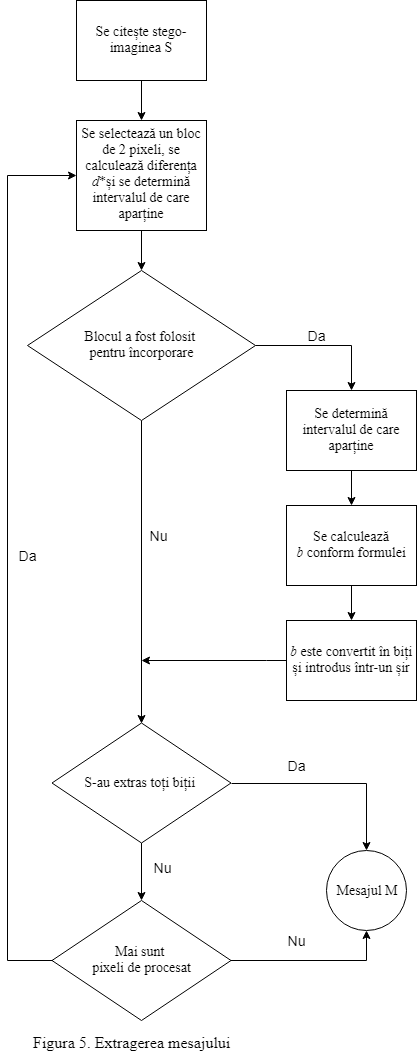 Se citește stego-
imaginea S
Se selectează un bloc
de 2 pixeli, se
calculează diferența
d*și se determină
intervalul de care
aparține
Blocul a fost folosit
pentru încorporare
Da
Se determină
intervalul de care
aparține
Se calculează
b conform formulei
Nu
Da
b este convertit în biți
și introdus într-un șir
S-au extras toți biții
Da
Nu
Mesajul M
Mai sunt
pixeli de procesat
Nu
Figura 5. Extragerea mesajului